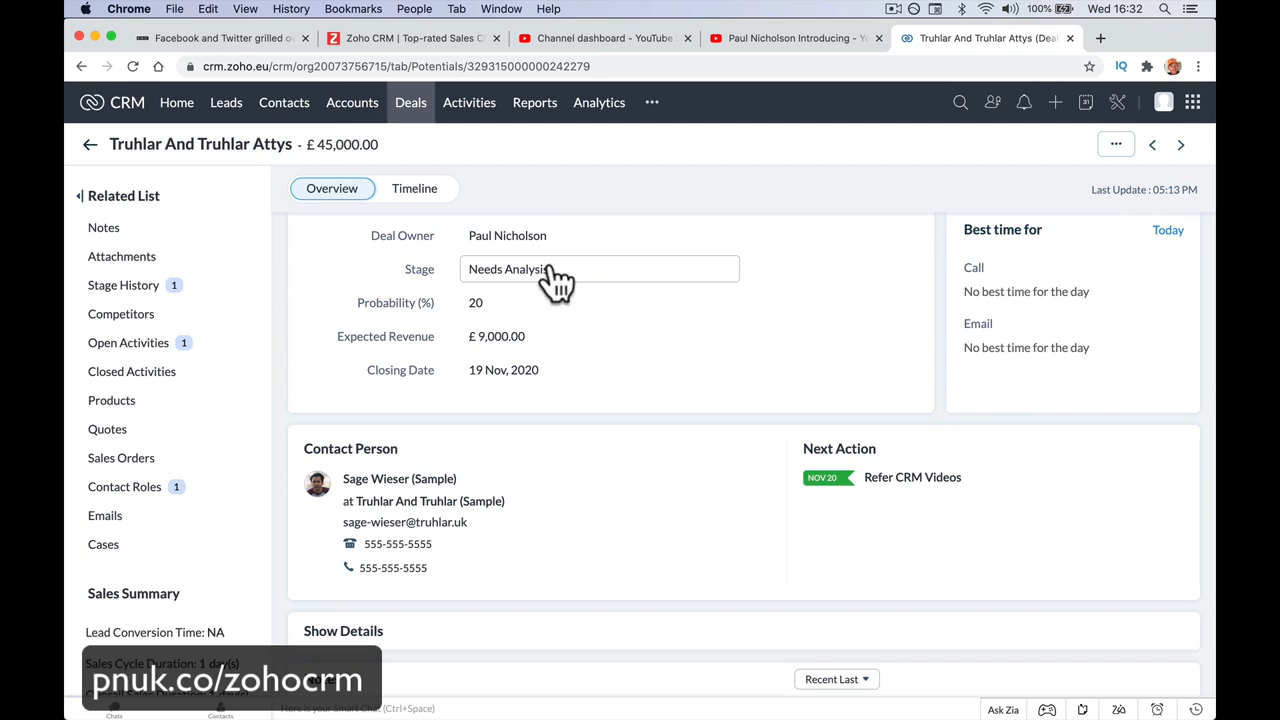 Chrome File Edit View History Bookmarks People Tab Window Help 100% Wed 16:32
Facebook and Twitter grilled ov Zoho CRM | Top-rated Sales C Channel dashboard - YouTube Paul Nicholson Introducing - Y Truhlar And Truhlar Attys (Deal
crm.zoho.eu/crm/org20073756715/tab/Potentials/329315000000242279
CRM Home Leads Contacts Accounts Deals Activities Reports Analytics
Truhlar And Truhlar Attys - £ 45,000.00
Related List
Overview Timeline
Last Update : 05:13 PM
Notes
Attachments
Stage History 1
Competitors
Open Activities 1
Closed Activities
Products
Quotes
Sales Orders
Contact Roles 1
Emails
Cases
Sales Summary
Lead Conversion Time: NA
Sales Cycle Duration: 1 day(s)
Deal Owner Paul Nicholson
Stage Needs Analysis
Probability (%) 20
Expected Revenue £ 9,000.00
Closing Date 19 Nov, 2020
Best time for Today
Call
No best time for the day
Email
No best time for the day
Contact Person
Sage Wieser (Sample)
at Truhlar And Truhlar (Sample)
sage-wieser@truhlar.uk
555-555-5555
555-555-5555
Next Action
NOV 20 Refer CRM Videos
Show Details
Recent Last
pnuk.co/zohocrm
Chats Contacts
Here is your Smart Chat (Ctrl+Space)
Ask Zia